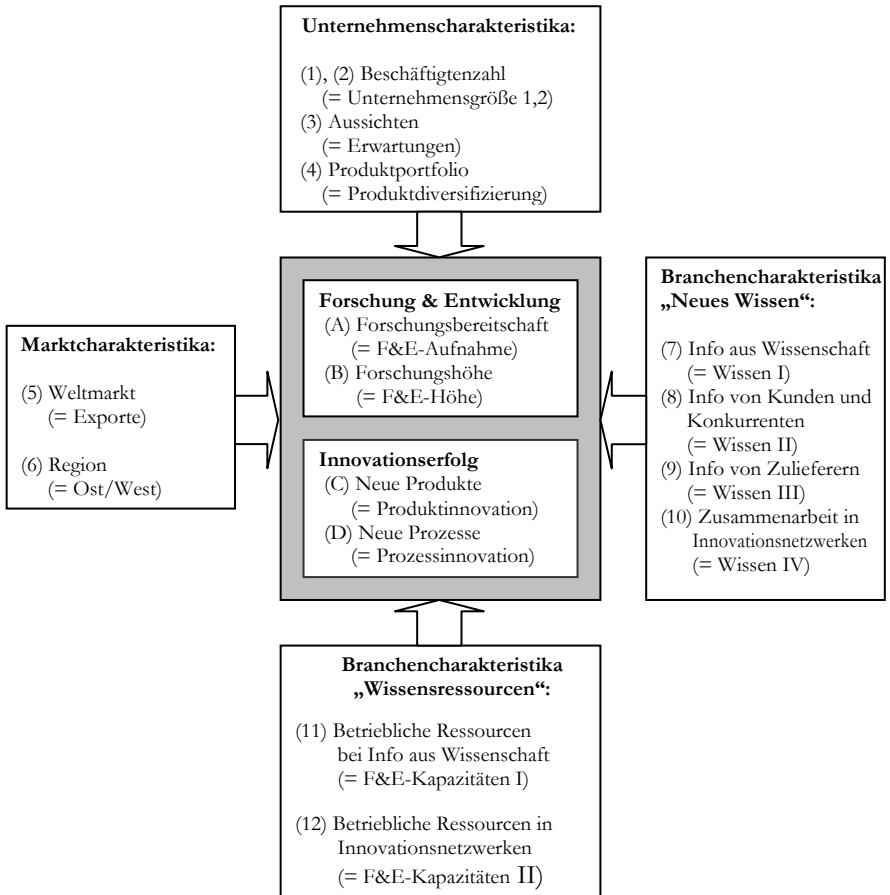 Unternehmenscharakteristika:
(1), (2) Beschäftigtenzahl
(= Unternehmensgröße 1,2)
(3) Aussichten
(= Erwartungen)
(4) Produktportfolio
(= Produktdiversifizierung)
Marktcharakteristika:
(5) Weltmarkt
(= Exporte)
(6) Region
(= Ost/West)
Forschung & Entwicklung
(A) Forschungsbereitschaft
(= F&E-Aufnahme)
(B) Forschungshöhe
(= F&E-Höhe)
Innovationserfolg
(C) Neue Produkte
(= Produktinnovation)
(D) Neue Prozesse
(= Prozessinnovation)
Branchencharakteristika
„Neues Wissen“:
(7) Info aus Wissenschaft
(= Wissen I)
(8) Info von Kunden und
Konkurrenten
(= Wissen II)
(9) Info von Zulieferern
(= Wissen III)
(10) Zusammenarbeit in
Innovationsnetzwerken
(= Wissen IV)
Branchencharakteristika
„Wissensressourcen“:
(11) Betriebliche Ressourcen
bei Info aus Wissenschaft
(= F&E-Kapazitäten I)
(12) Betriebliche Ressourcen in
Innovationsnetzwerken
(= F&E-Kapazitäten II)